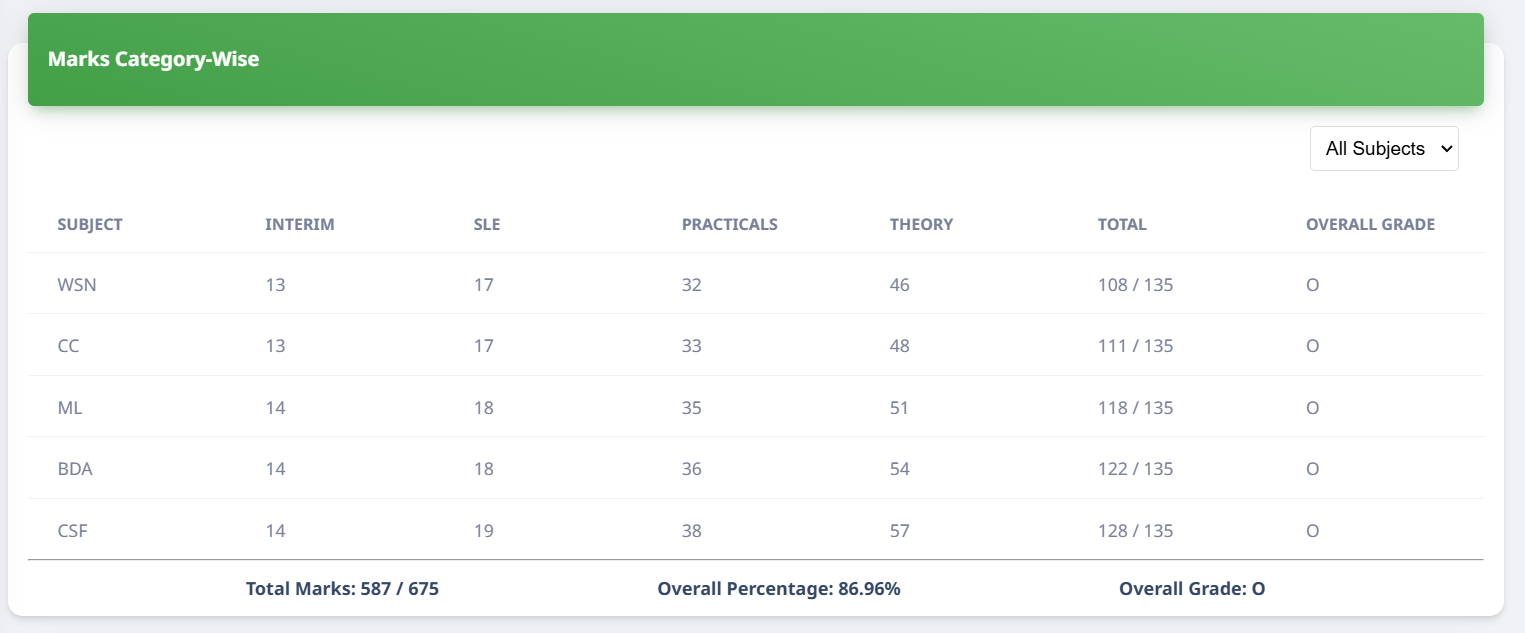 Marks Category-Wise
All Subjects
SUBJECT INTERIM SLE PRACTICALS THEORY TOTAL OVERALL GRADE
WSN 13 17 32 46 108 / 135 O
CC 13 17 33 48 111 / 135 O
ML 14 18 35 51 118 / 135 O
BDA 14 18 36 54 122 / 135 O
CSF 14 19 38 57 128 / 135 O
Total Marks: 587 / 675 Overall Percentage: 86.96% Overall Grade: O